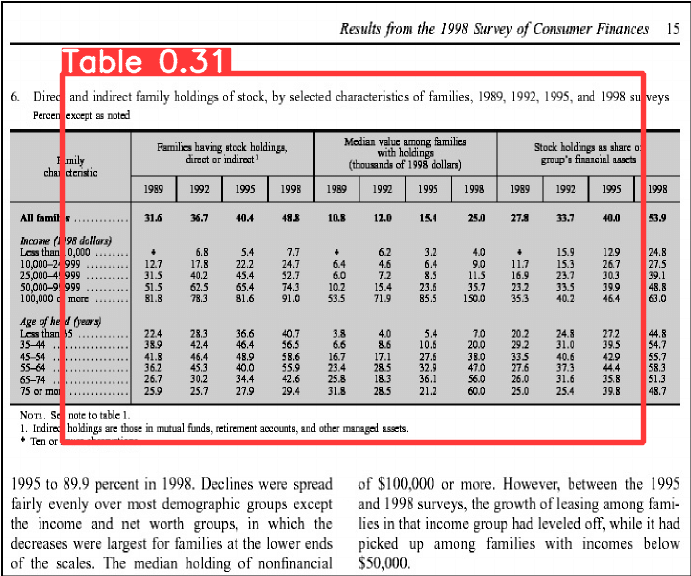 Results from the 1998 Survey of Consumer Finances 15
Table 0.31
6. Direct and indirect family holdings of stock, by selected characteristics of families, 1989, 1992, 1995, and 1998 surveys
Percent except as noted
Family characteristic
Families having stock holdings, direct or indirect¹
Median value among families with holdings (thousands of 1998 dollars)
Stock holdings as share of group's financial assets
1989 1992 1995 1998 1989 1992 1995 1998 1989 1992 1995 1998
All families 31.6 36.7 40.4 48.8 10.8 12.0 15.4 25.0 27.8 33.7 40.0 53.9
Income (1998 dollars)
Less than 10,000 * 6.8 5.4 7.7 * 6.2 3.2 4.0 * 15.9 12.9 24.8
10,000–24,999 12.7 17.8 22.2 24.7 6.4 4.6 6.4 9.0 11.7 15.3 26.7 27.5
25,000–49,999 31.5 40.2 45.4 52.7 6.0 7.2 8.5 11.5 16.9 23.7 30.3 39.1
50,000–99,999 51.5 62.5 65.4 74.3 10.2 15.4 23.6 35.7 23.2 33.5 39.9 48.8
100,000 or more 81.8 78.3 81.6 91.0 53.5 71.9 85.5 150.0 35.3 40.2 46.4 63.0
Age of head (years)
Less than 35 22.4 28.3 36.6 40.7 3.8 4.0 5.4 7.0 20.2 24.8 27.2 44.8
35–44 38.9 42.4 46.4 56.5 6.6 8.6 10.6 20.0 29.2 31.0 39.5 54.7
45–54 41.8 46.4 48.9 58.6 16.7 17.1 27.6 38.0 33.5 40.6 42.9 55.7
55–64 36.2 45.3 40.0 55.9 23.4 28.5 32.9 47.0 27.6 37.3 44.4 58.3
65–74 26.7 30.2 34.4 42.6 25.8 18.3 36.1 56.0 26.0 31.6 35.8 51.3
75 or more 25.9 25.7 27.9 29.4 31.8 28.5 21.2 60.0 25.0 25.4 39.8 48.7
NOTE. See note to table 1.
1. Indirect holdings are those in mutual funds, retirement accounts, and other managed assets.
* Ten or fewer observations.
1995 to 89.9 percent in 1998. Declines were spread
fairly evenly over most demographic groups except
the income and net worth groups, in which the
decreases were largest for families at the lower ends
of the scales. The median holding of nonfinancial
of $100,000 or more. However, between the 1995
and 1998 surveys, the growth of leasing among fami-
lies in that income group had leveled off, while it had
picked up among families with incomes below
$50,000.